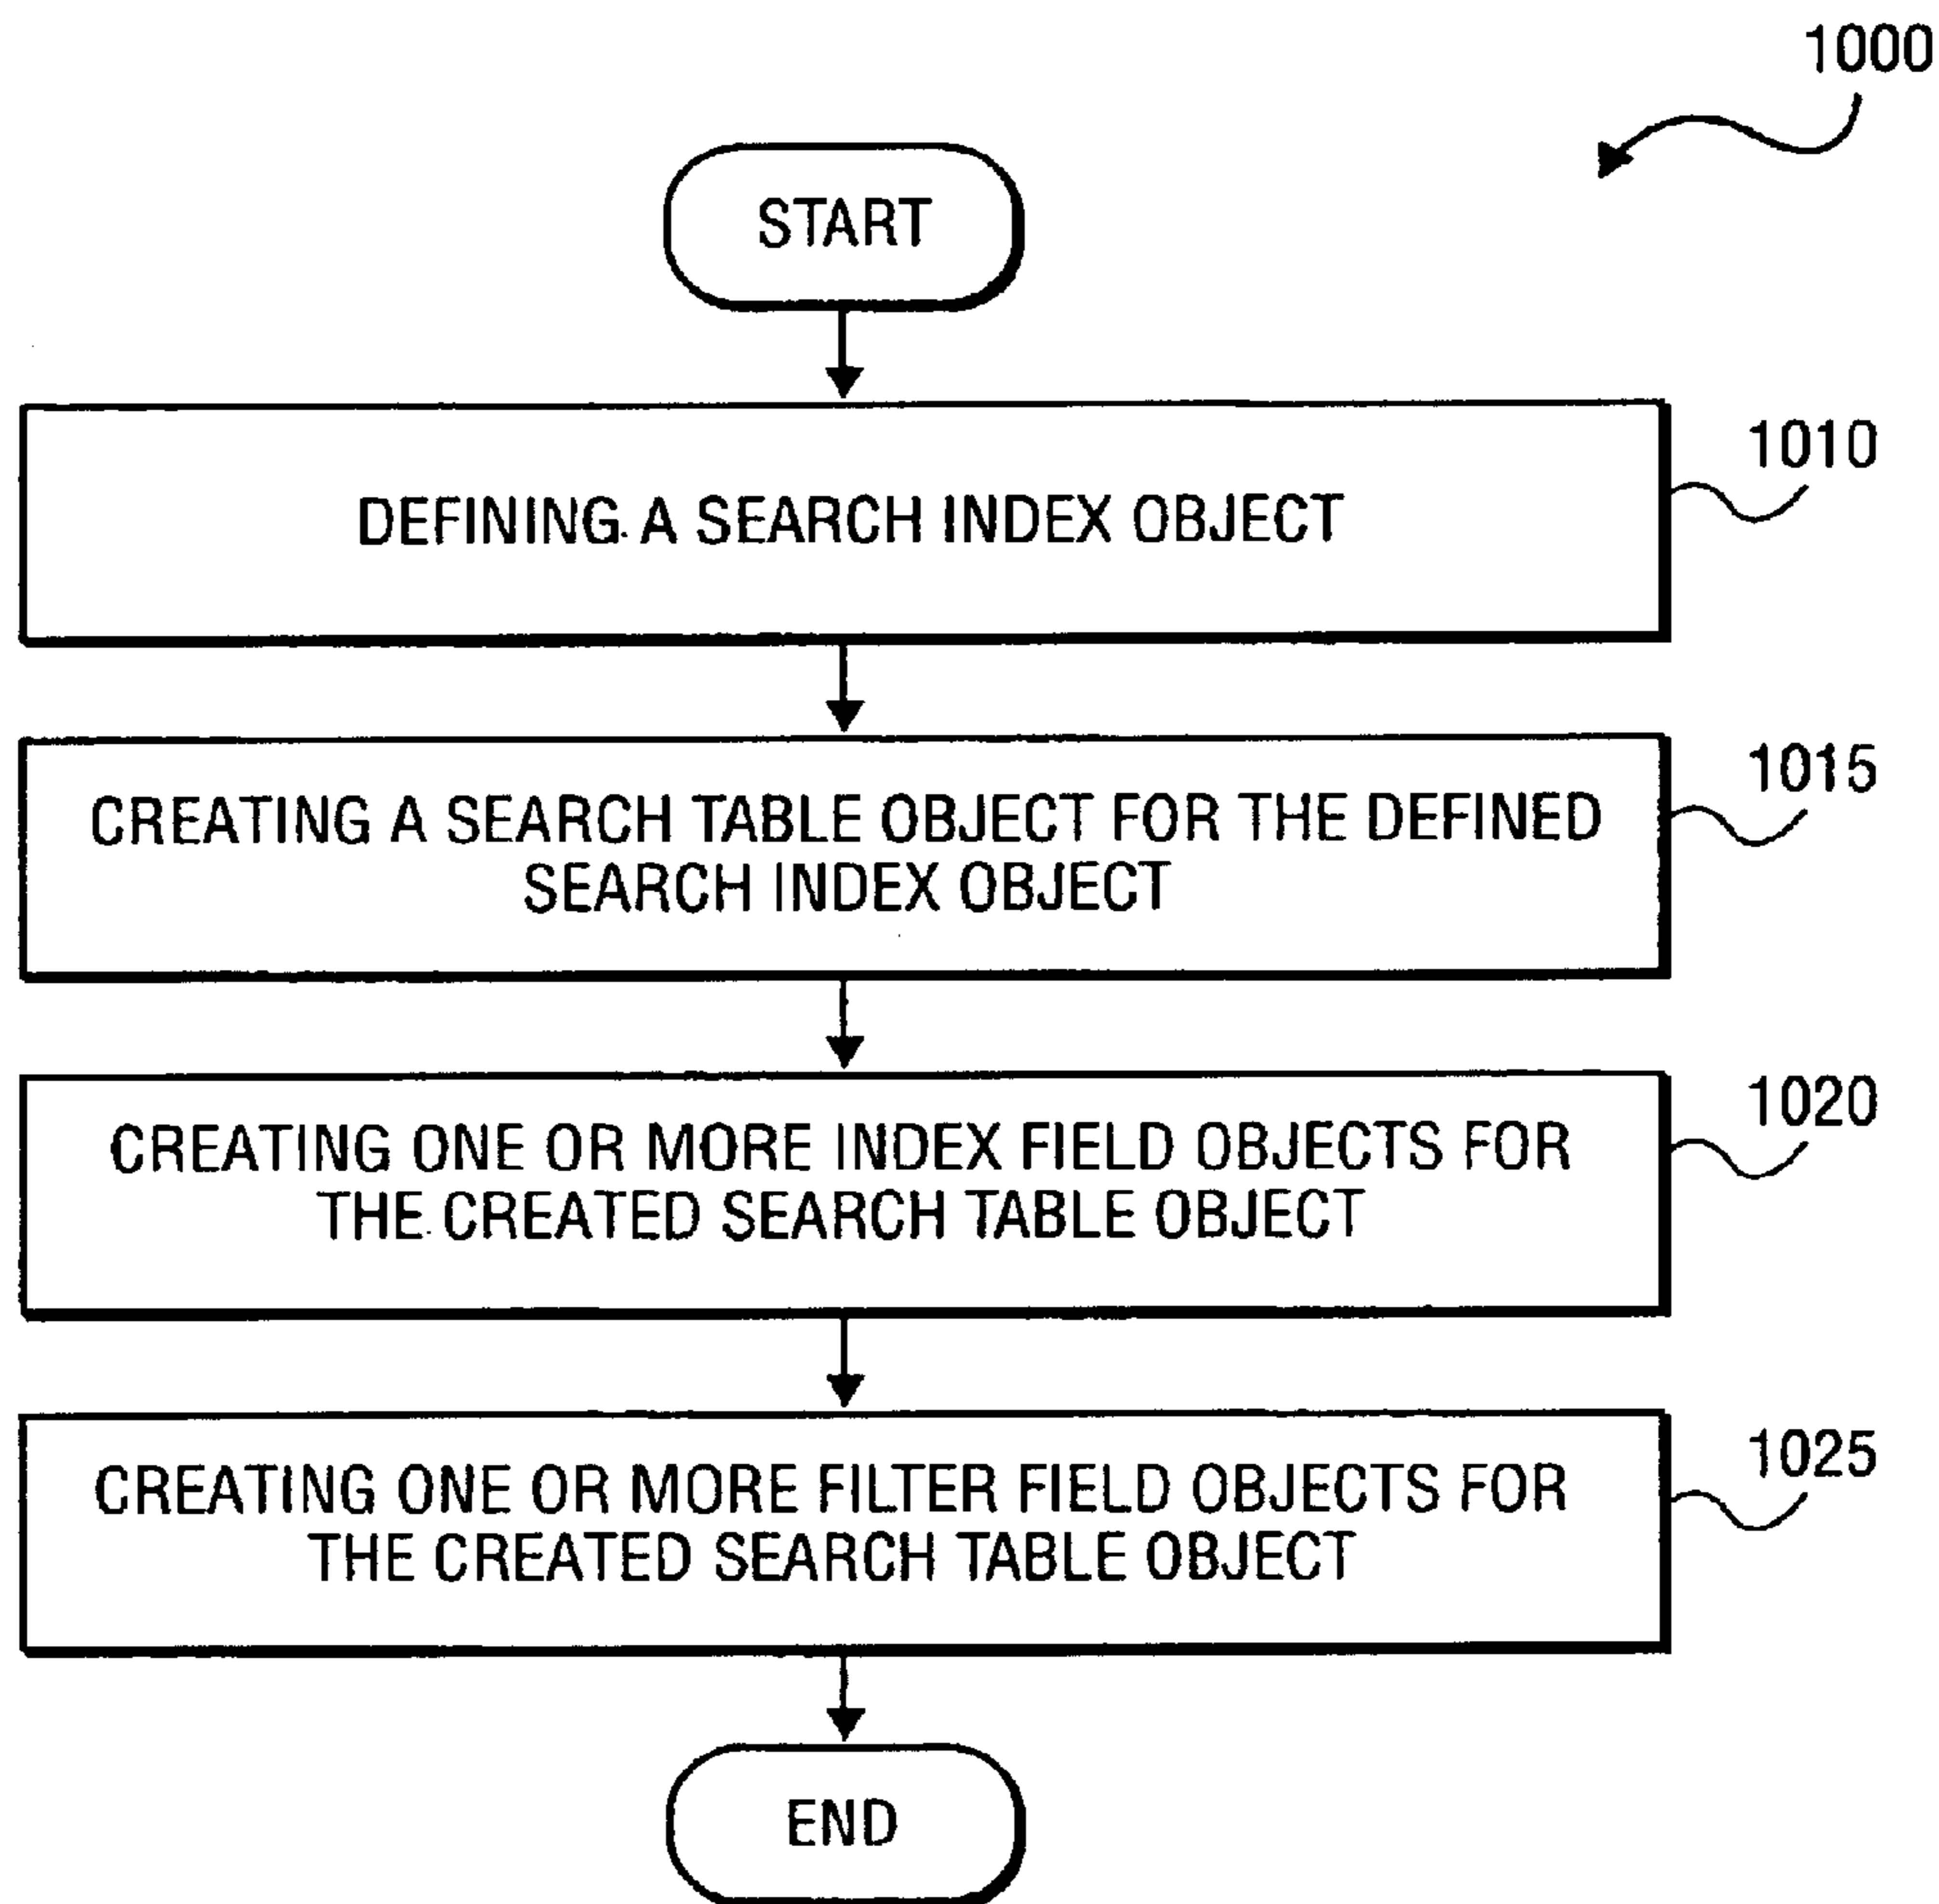 1000
START
DEFINING A SEARCH INDEX OBJECT
1010
CREATING A SEARCH TABLE OBJECT FOR THE DEFINED
SEARCH INDEX OBJECT
1015
CREATING ONE OR MORE INDEX FIELD OBJECTS FOR
THE CREATED SEARCH TABLE OBJECT
1020
CREATING ONE OR MORE FILTER FIELD OBJECTS FOR
THE CREATED SEARCH TABLE OBJECT
1025
END